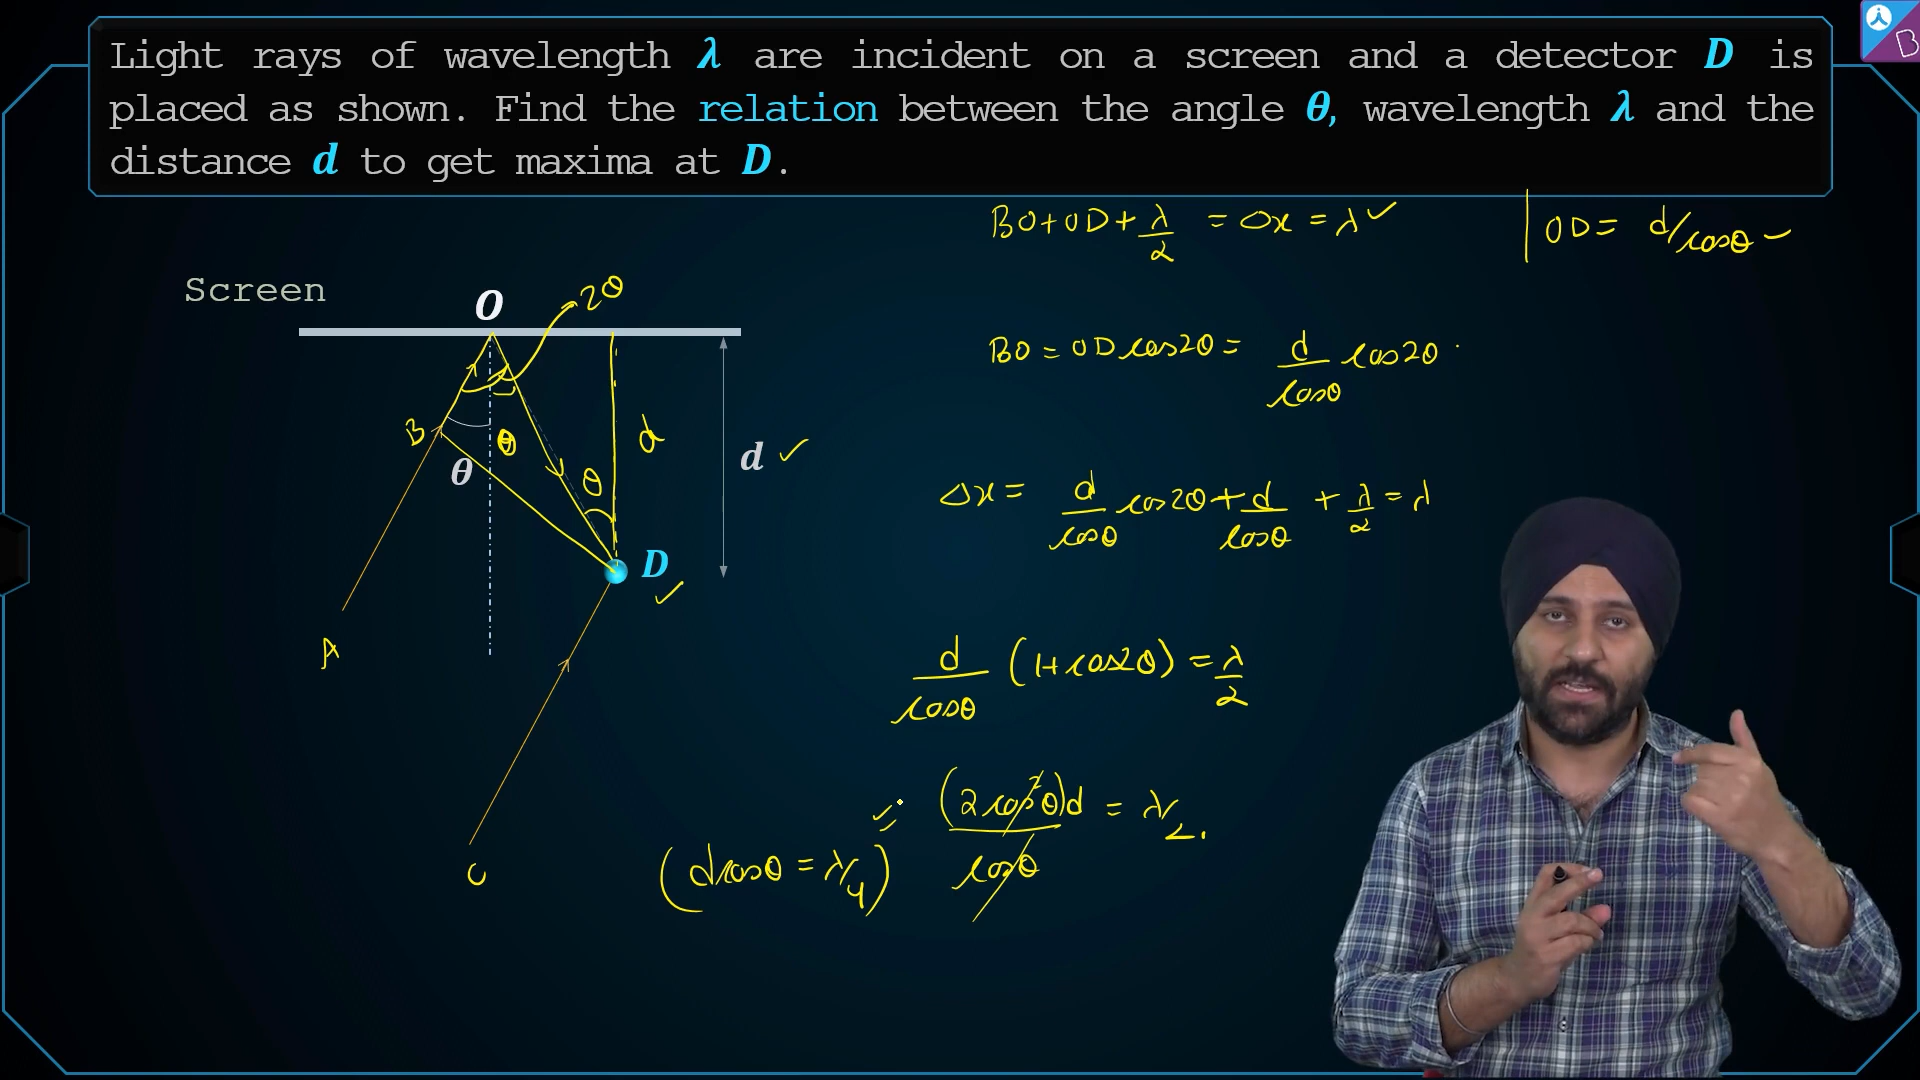 Light rays of wavelength λ are incident on a screen and a detector D is
placed as shown. Find the relation between the angle θ, wavelength λ and the
distance d to get maxima at D.
BO+OD+λ/2 = Δx = λ ✓
OD = d/cosθ
Screen
O
2θ
BO = OD cos2θ = d/cosθ cos2θ
B
θ
θ
θ
d
d ✓
Δx = d/cosθ cos2θ + d/cosθ + λ/2 = λ
D ✓
A
d/cosθ (1+cos2θ) = λ/2
(2cos²θ)d/cosθ = λ/2.
(dcosθ = λ/4)
C
B